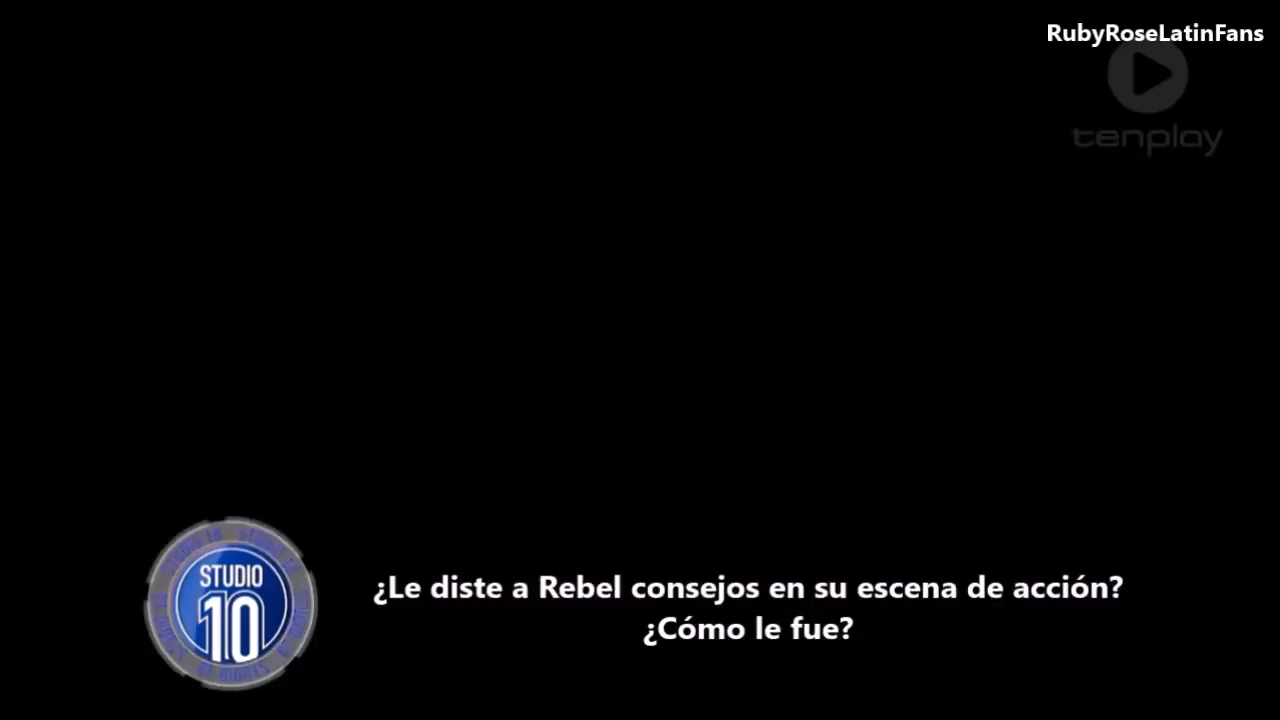 RubyRoseLatinFans
tenplay
STUDIO
10
¿Le diste a Rebel consejos en su escena de acción?
¿Cómo le fue?